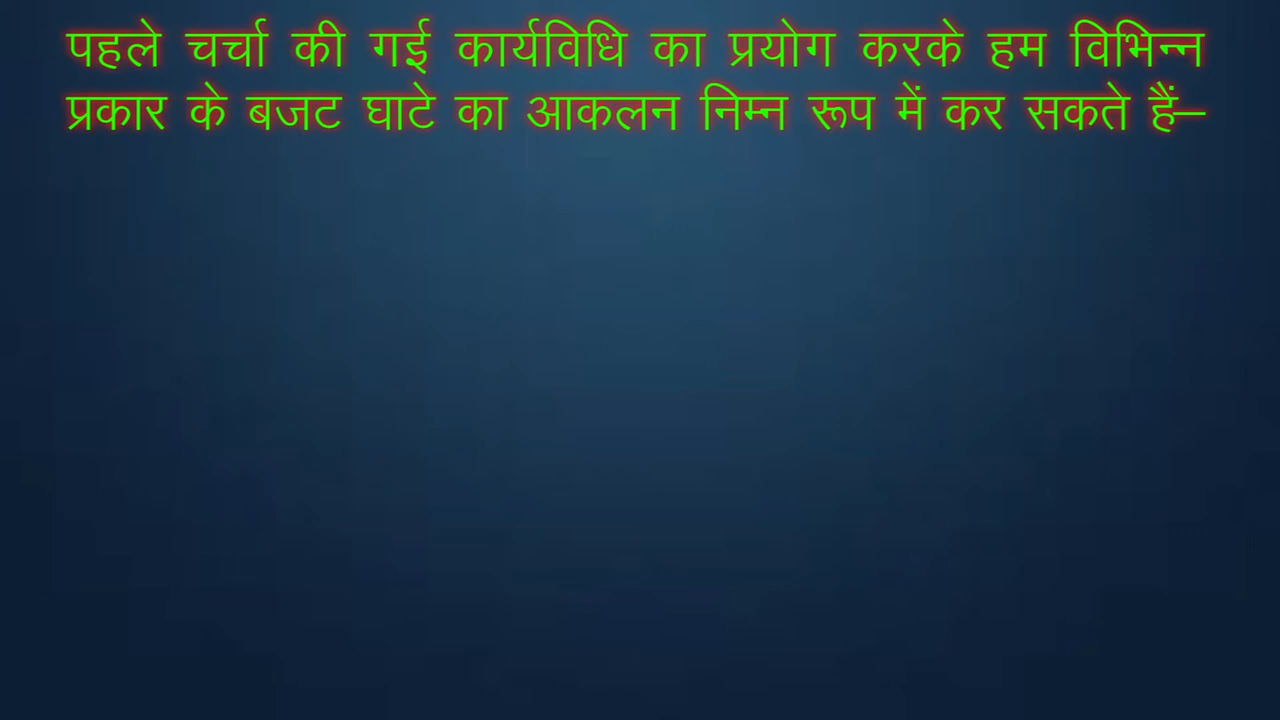 पहले चर्चा की गई कार्यविधि का प्रयोग करके हम विभिन्न
प्रकार के बजट घाटे का आकलन निम्न रूप में कर सकते हैं–